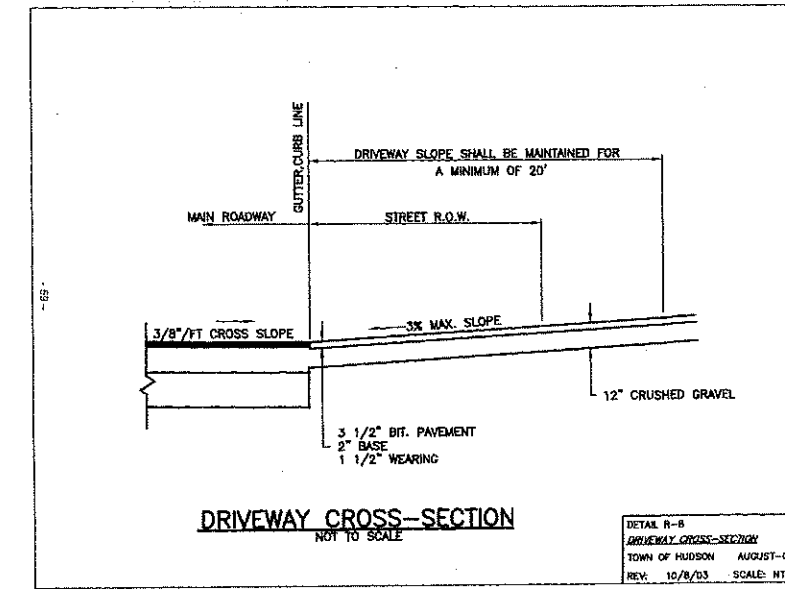 GUTTER,CURB LINE
DRIVEWAY SLOPE SHALL BE MAINTAINED FOR
A MINIMUM OF 20'
MAIN ROADWAY
STREET R.O.W.
- 69 -
3/8"/FT CROSS SLOPE
3% MAX. SLOPE
12" CRUSHED GRAVEL
3 1/2" BIT. PAVEMENT
2" BASE
1 1/2" WEARING
DRIVEWAY CROSS-SECTION
NOT TO SCALE
DETAIL
DRIVEWAY CROSS-SECTION
TOWN OF HUDSON
REV: 10/8/03 SCALE: